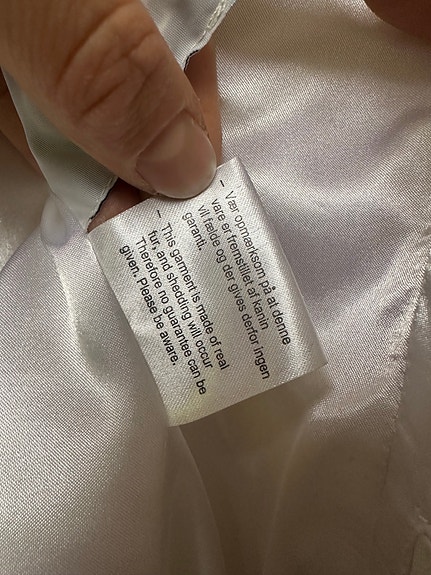 - Vær opmærksom på at denne
vare er fremstillet af kanin
vil fælde og der gives derfor ingen
garanti.
- This garment is made of real
fur, and shedding will occur
Therefore no guarantee can be
given. Please be aware.